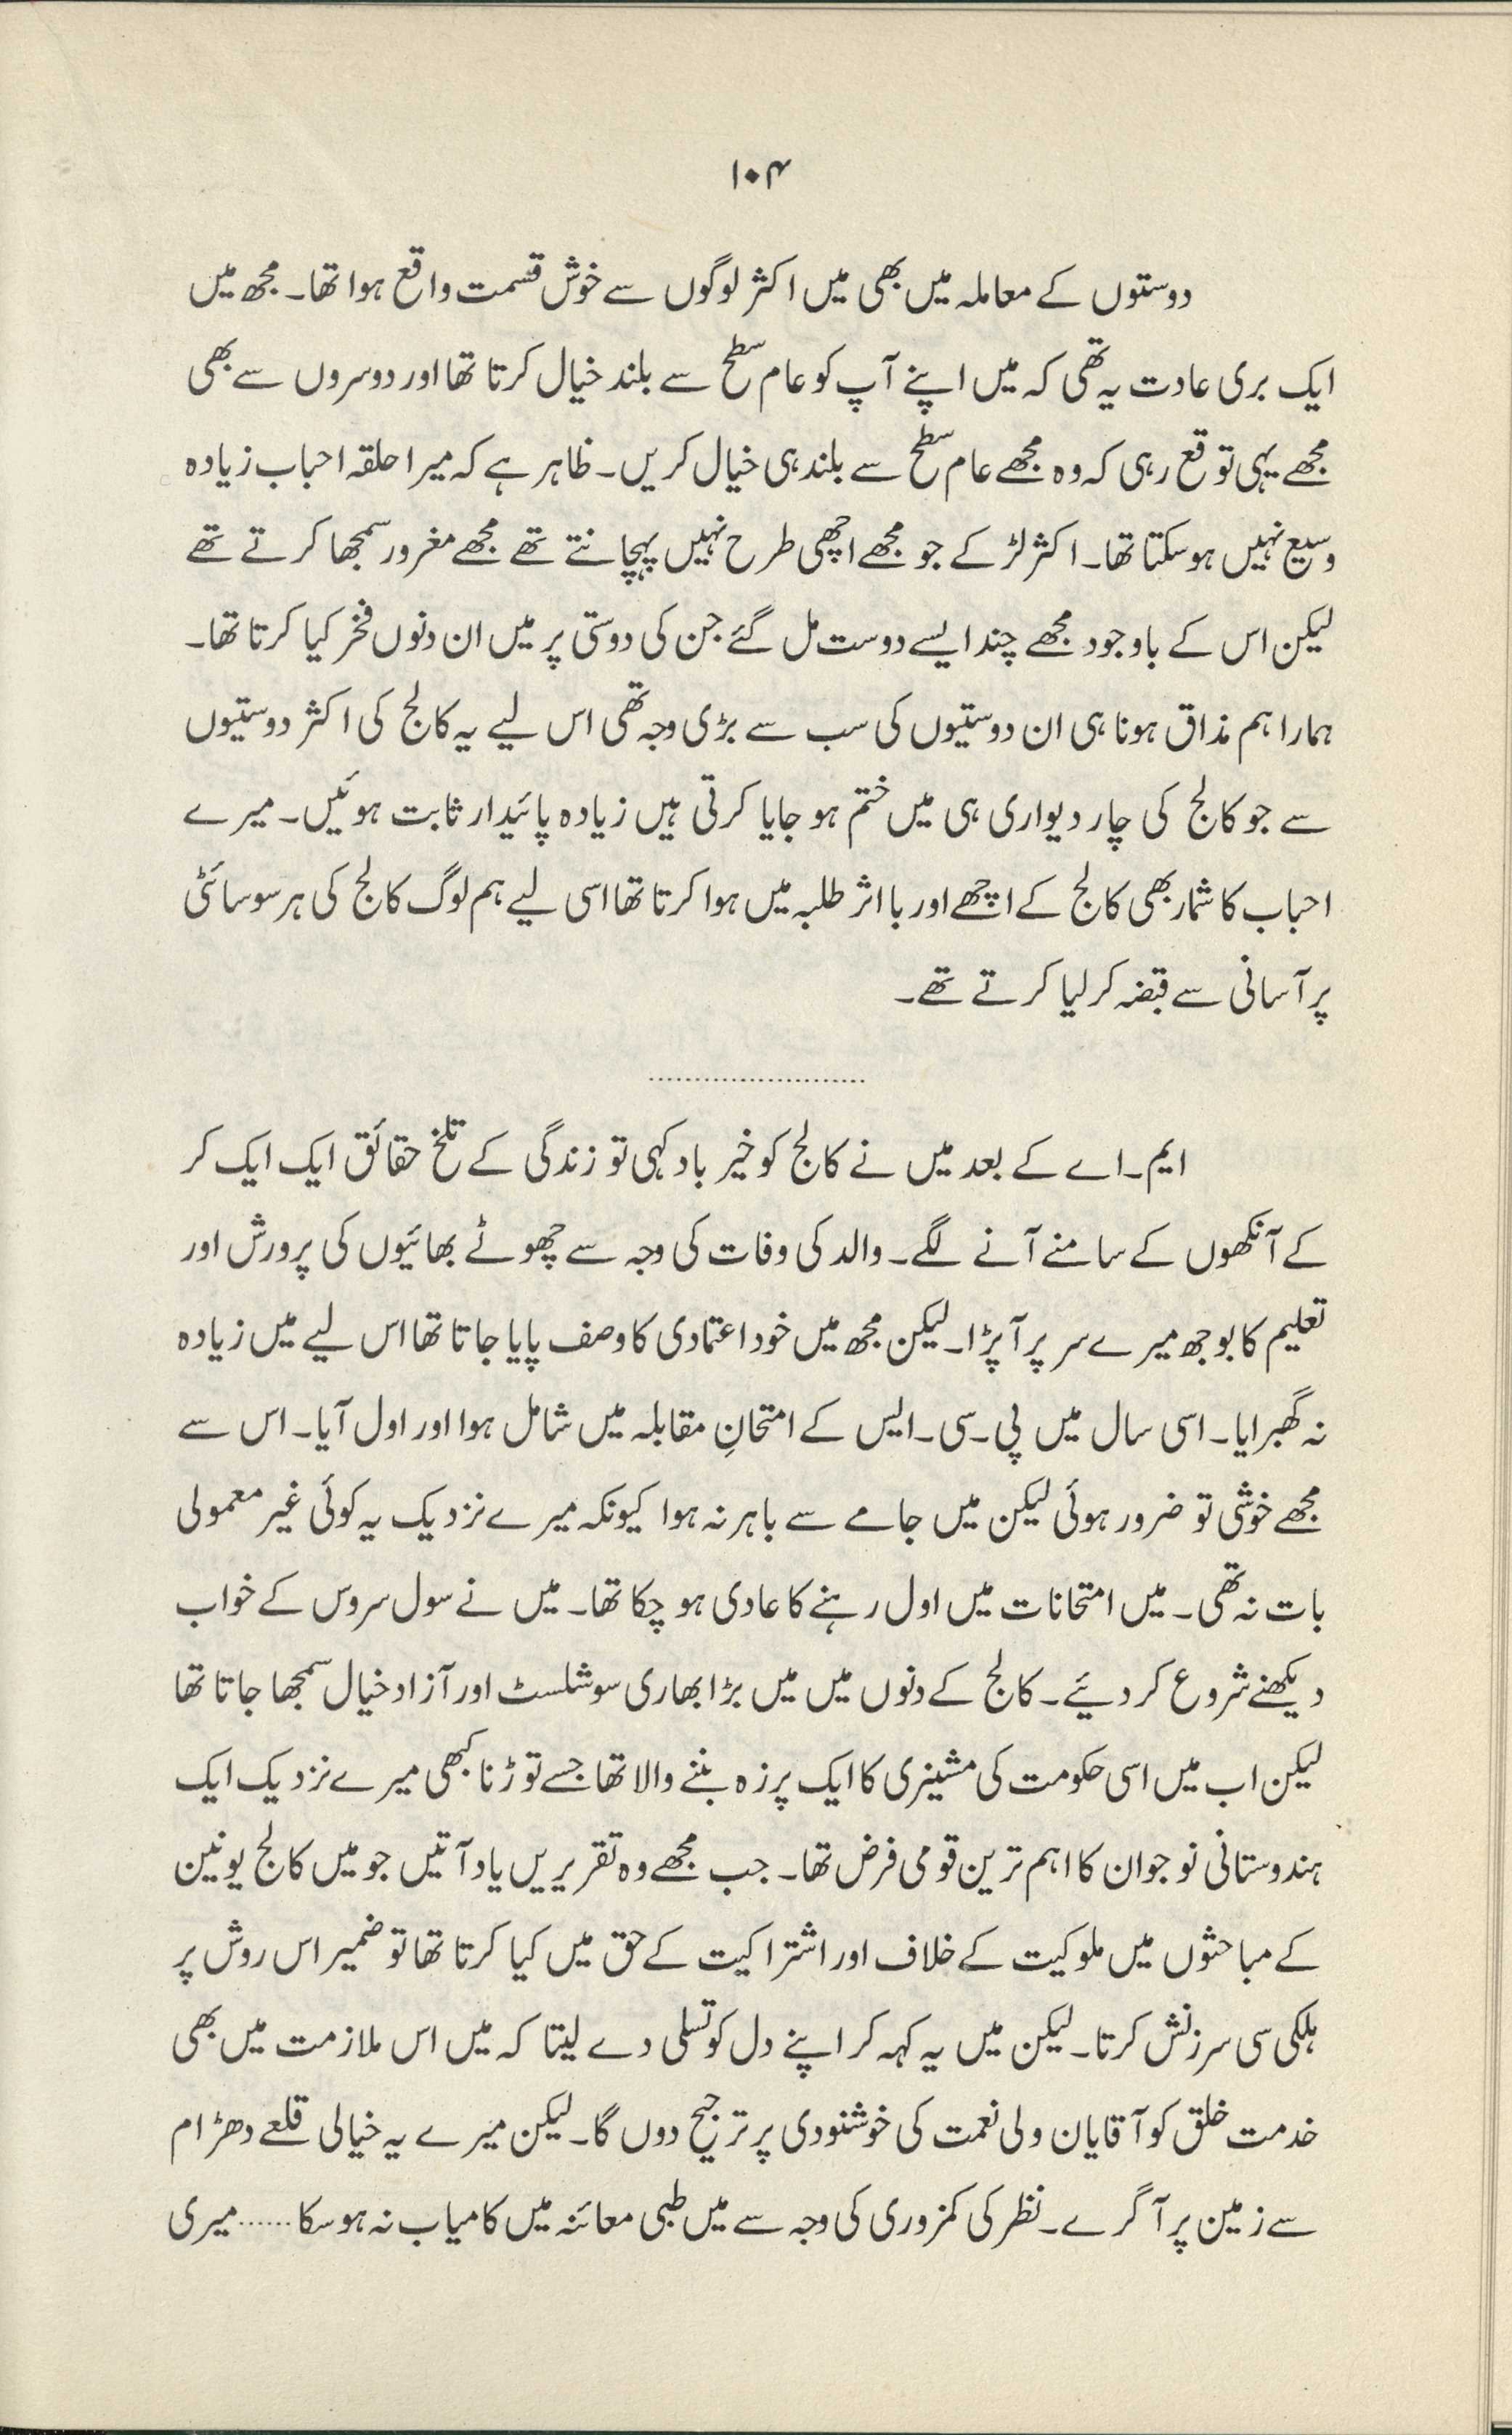 ۱۰۴
دوستوں کے معاملہ میں بھی میں اکثر لوگوں سے خوش قسمت واقع ہوا تھا۔ مجھ میں
ایک بری عادت یہ تھی کہ میں اپنے آپ کو عام سطح سے بلند خیال کرتا تھا اور دوسروں سے بھی
مجھے یہی توقع رہی کہ وہ مجھے عام سطح سے بلند ہی خیال کریں۔ ظاہر ہے کہ میرا حلقہ احباب زیادہ
وسیع نہیں ہو سکتا تھا۔ اکثر لڑکے جو مجھے اچھی طرح نہیں پہچانتے تھے مجھے مغرور سمجھا کرتے تھے
لیکن اس کے باوجود مجھے چند ایسے دوست مل گئے جن کی دوستی پر میں ان دنوں فخر کیا کرتا تھا۔
ہمارا ہم مذاق ہونا ہی ان دوستیوں کی سب سے بڑی وجہ تھی اس لیے یہ کالج کی اکثر دوستیوں
سے جو کالج کی چار دیواری ہی میں ختم ہو جایا کرتی ہیں زیادہ پائیدار ثابت ہوئیں۔ میرے
احباب کا شمار بھی کالج کے اچھے اور با اثر طلبہ میں ہوا کرتا تھا اسی لیے ہم لوگ کالج کی ہر سوسائٹی
پر آسانی سے قبضہ کر لیا کرتے تھے۔
........................
ایم۔اے کے بعد میں نے کالج کو خیر باد کہی تو زندگی کے تلخ حقائق ایک ایک کر
کے آنکھوں کے سامنے آنے لگے۔ والد کی وفات کی وجہ سے چھوٹے بھائیوں کی پرورش اور
تعلیم کا بوجھ میرے سر پر آ پڑا۔ لیکن مجھ میں خود اعتمادی کا وصف پایا جاتا تھا اس لیے میں زیادہ
نہ گھبرایا۔ اسی سال میں پی۔سی۔ایس کے امتحانِ مقابلہ میں شامل ہوا اور اول آیا۔ اس سے
مجھے خوشی تو ضرور ہوئی لیکن میں جامے سے باہر نہ ہوا کیونکہ میرے نزدیک یہ کوئی غیر معمولی
بات نہ تھی۔ میں امتحانات میں اول رہنے کا عادی ہو چکا تھا۔ میں نے سول سروس کے خواب
دیکھنے شروع کر دیئے۔ کالج کے دنوں میں میں بڑا بھاری سوشلسٹ اور آزاد خیال سمجھا جاتا تھا
لیکن اب میں اسی حکومت کی مشینری کا ایک پرزہ بننے والا تھا جسے توڑنا کبھی میرے نزدیک ایک
ہندوستانی نوجوان کا اہم ترین قومی فرض تھا۔ جب مجھے وہ تقریریں یاد آتیں جو میں کالج یونین
کے مباحثوں میں ملوکیت کے خلاف اور اشتراکیت کے حق میں کیا کرتا تھا تو ضمیر اس روش پر
ہلکی سی سرزنش کرتا۔ لیکن میں یہ کہہ کر اپنے دل کو تسلی دے لیتا کہ میں اس ملازمت میں بھی
خدمت خلق کو آقایان ولی نعمت کی خوشنودی پر ترجیح دوں گا۔ لیکن میرے یہ خیالی قلعے دھڑام
سے زمین پر آ گرے۔ نظر کی کمزوری کی وجہ سے میں طبی معائنہ میں کامیاب نہ ہو سکا...... میری